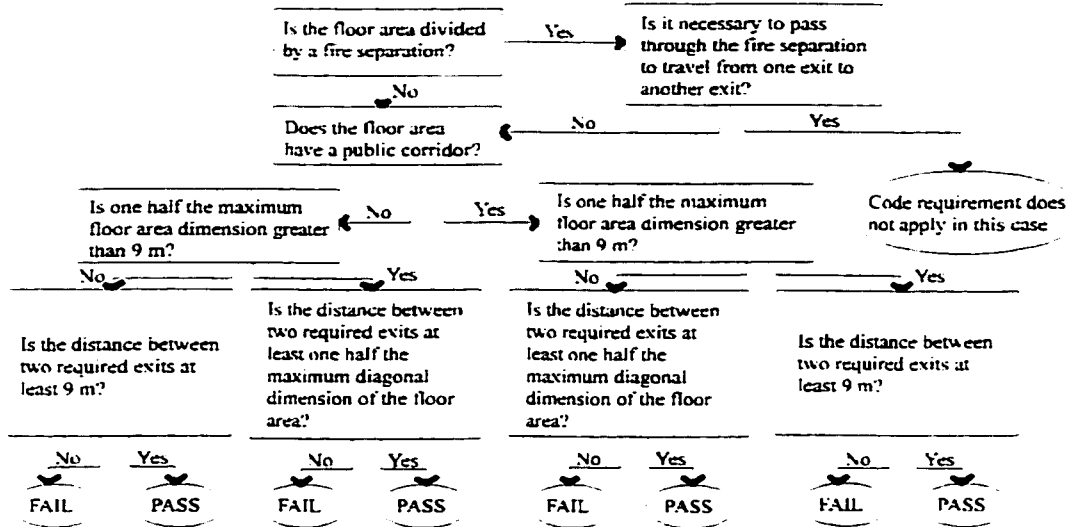 Is the floor area divided
by a fire separation?
Yes
Is it necessary to pass
through the fire separation
to travel from one exit to
another exit?
No
Does the floor area
have a public corridor?
No
Yes
Is one half the maximum
floor area dimension greater
than 9 m?
No
Yes
Is one half the maximum
floor area dimension greater
than 9 m?
Code requirement does
not apply in this case
No
Yes
No
Yes
Is the distance between
two required exits at
least 9 m?
Is the distance between
two required exits at
least one half the
maximum diagonal
dimension of the floor
area?
Is the distance between
two required exits at
least one half the
maximum diagonal
dimension of the floor
area?
Is the distance between
two required exits at
least 9 m?
No
Yes
No
Yes
No
Yes
No
Yes
FAIL
PASS
FAIL
PASS
FAIL
PASS
FAIL
PASS